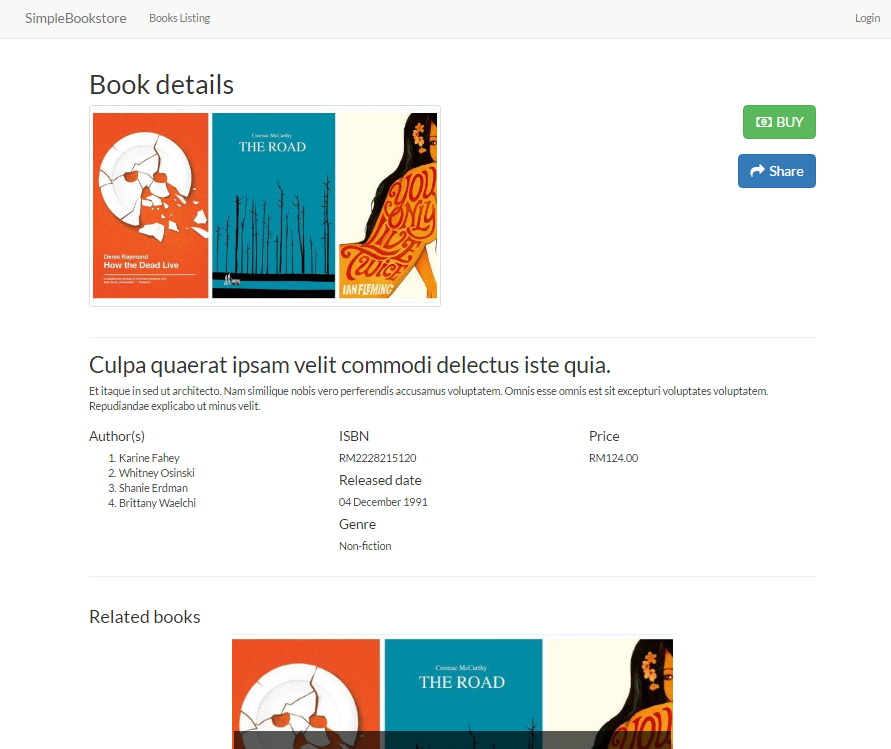 SimpleBookstore Books Listing Login
Book details
BUY
Share
Derek Raymond
How the Dead Live
Cormac McCarthy
THE ROAD
YOU
ONLY
LIVE
Twice
IAN FLEMING
Culpa quaerat ipsam velit commodi delectus iste quia.
Et itaque in sed ut architecto. Nam similique nobis vero perferendis accusamus voluptatem. Omnis esse omnis est sit excepturi voluptates voluptatem.
Repudiandae explicabo ut minus velit.
Author(s)
1. Karine Fahey
2. Whitney Osinski
3. Shanie Erdman
4. Brittany Waelchi
ISBN
RM2228215120
Released date
04 December 1991
Genre
Non-fiction
Price
RM124.00
Related books
Cormac McCarthy
THE ROAD